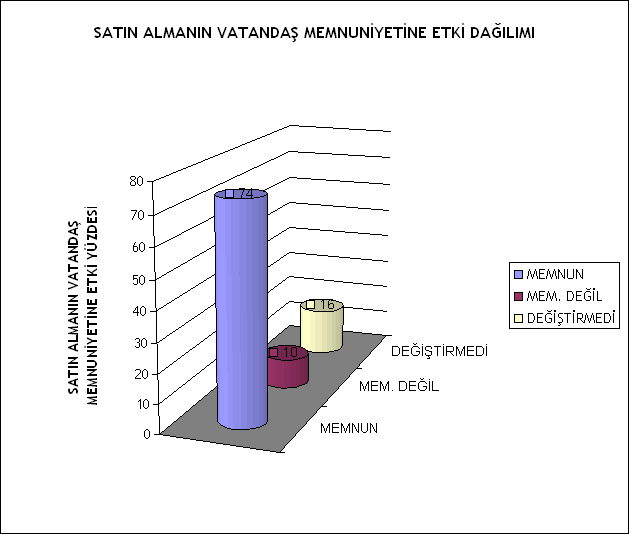 SATIN ALMANIN VATANDAŞ MEMNUNİYETİNE ETKİ DAĞILIMI
SATIN ALMANIN VATANDAŞ
MEMNUNİYETİNE ETKİ YÜZDESİ
80
70
60
50
40
30
20
10
0
74
10
16
DEĞİŞTİRMEDİ
MEM. DEĞİL
MEMNUN
MEMNUN
MEM. DEĞİL
DEĞİŞTİRMEDİ